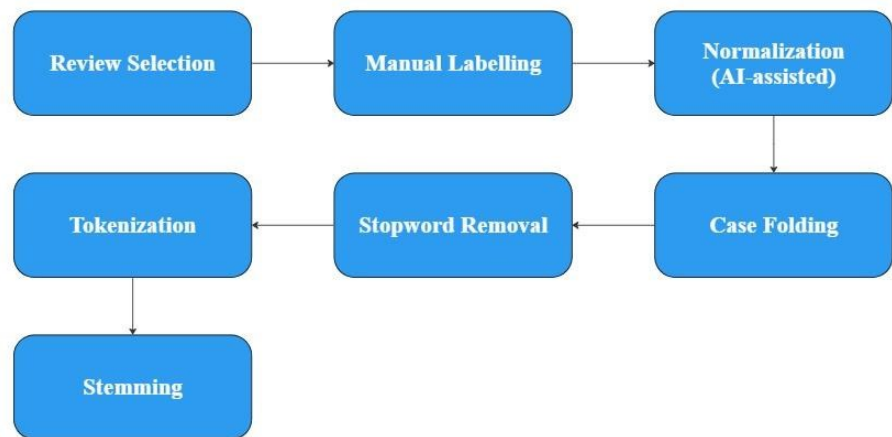 Review Selection
Manual Labelling
Normalization
(AI-assisted)
Case Folding
Stopword Removal
Tokenization
Stemming